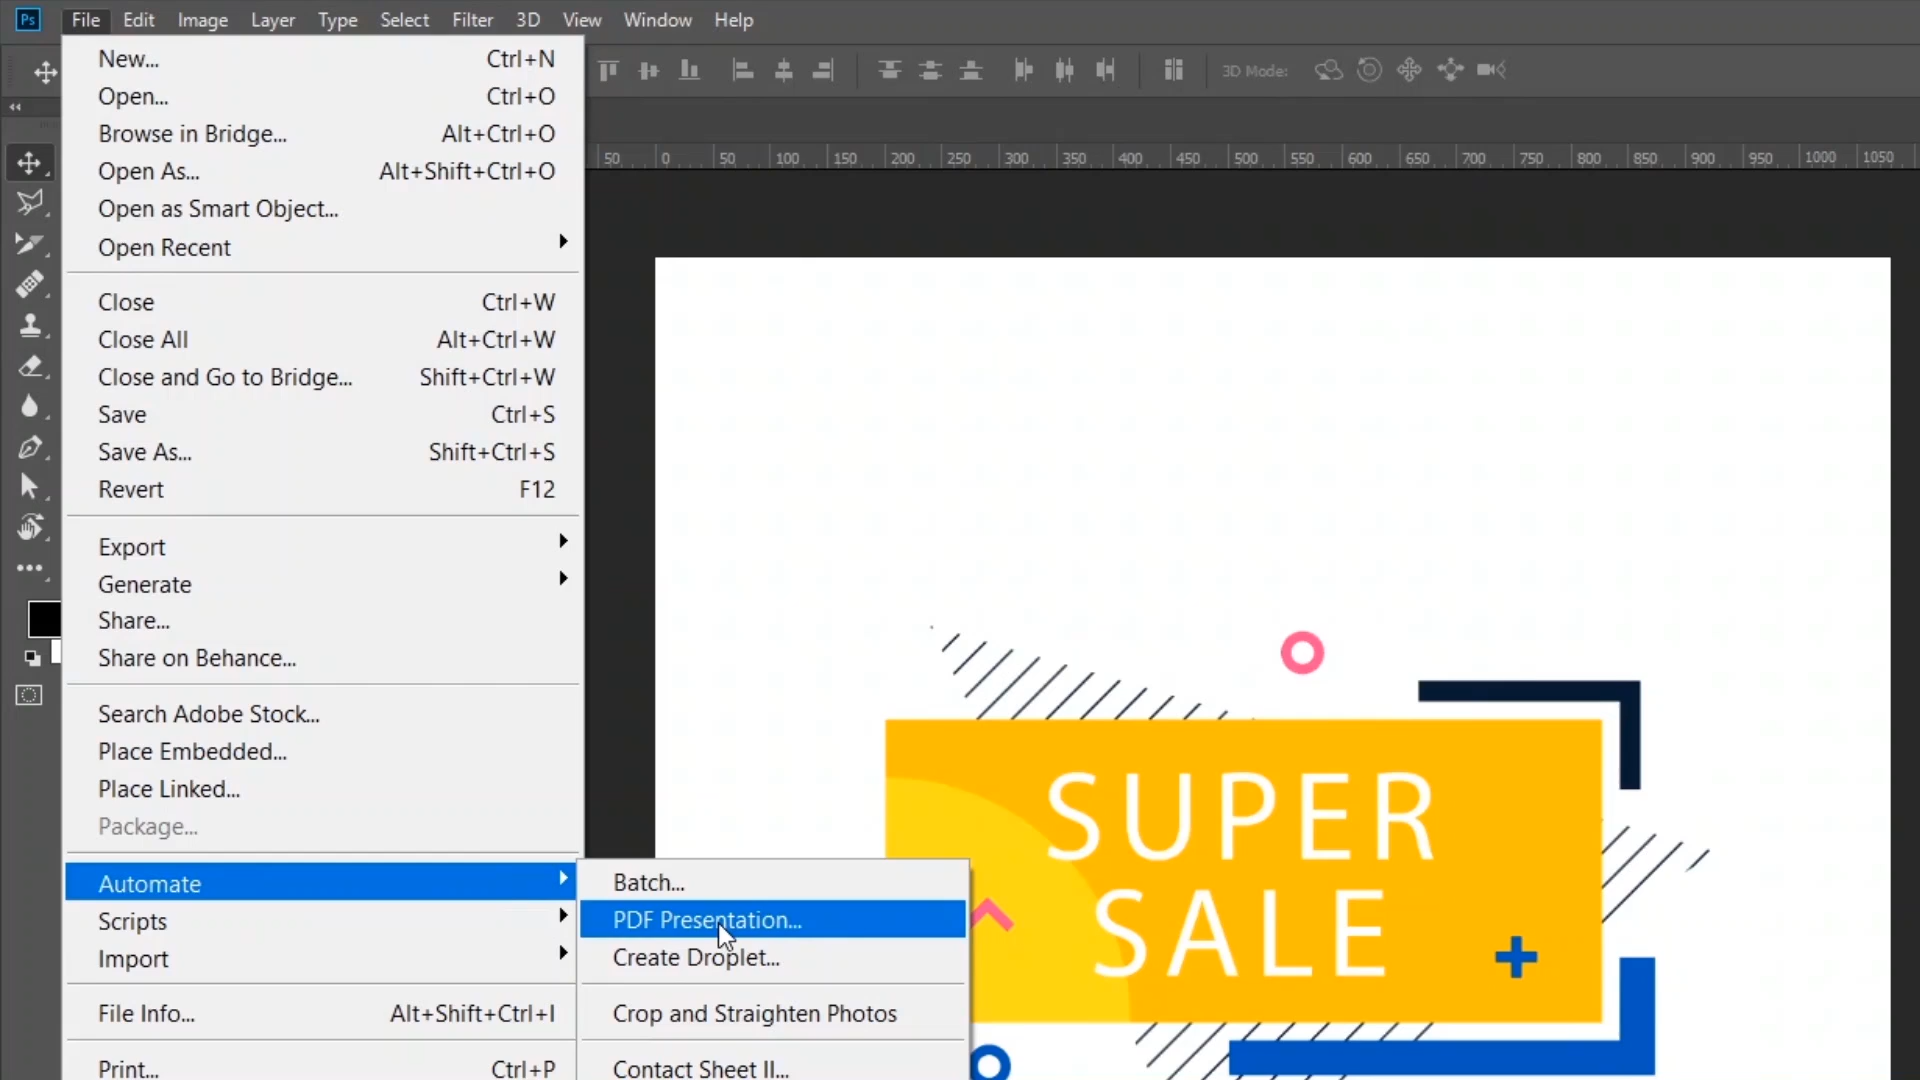 Ps File Edit Image Layer Type Select Filter 3D View Window Help
3D Mode:
50 0 50 100 150 200 250 300 350 400 450 500 550 600 650 700 750 800 850 900 950 1000 1050
New... Ctrl+N
Open... Ctrl+O
Browse in Bridge... Alt+Ctrl+O
Open As... Alt+Shift+Ctrl+O
Open as Smart Object...
Open Recent
Close Ctrl+W
Close All Alt+Ctrl+W
Close and Go to Bridge... Shift+Ctrl+W
Save Ctrl+S
Save As... Shift+Ctrl+S
Revert F12
Export
Generate
Share...
Share on Behance...
Search Adobe Stock...
Place Embedded...
Place Linked...
Package...
Automate
Scripts
Import
File Info... Alt+Shift+Ctrl+I
Print... Ctrl+P
Batch...
PDF Presentation...
Create Droplet...
Crop and Straighten Photos
Contact Sheet II...
SUPER
SALE